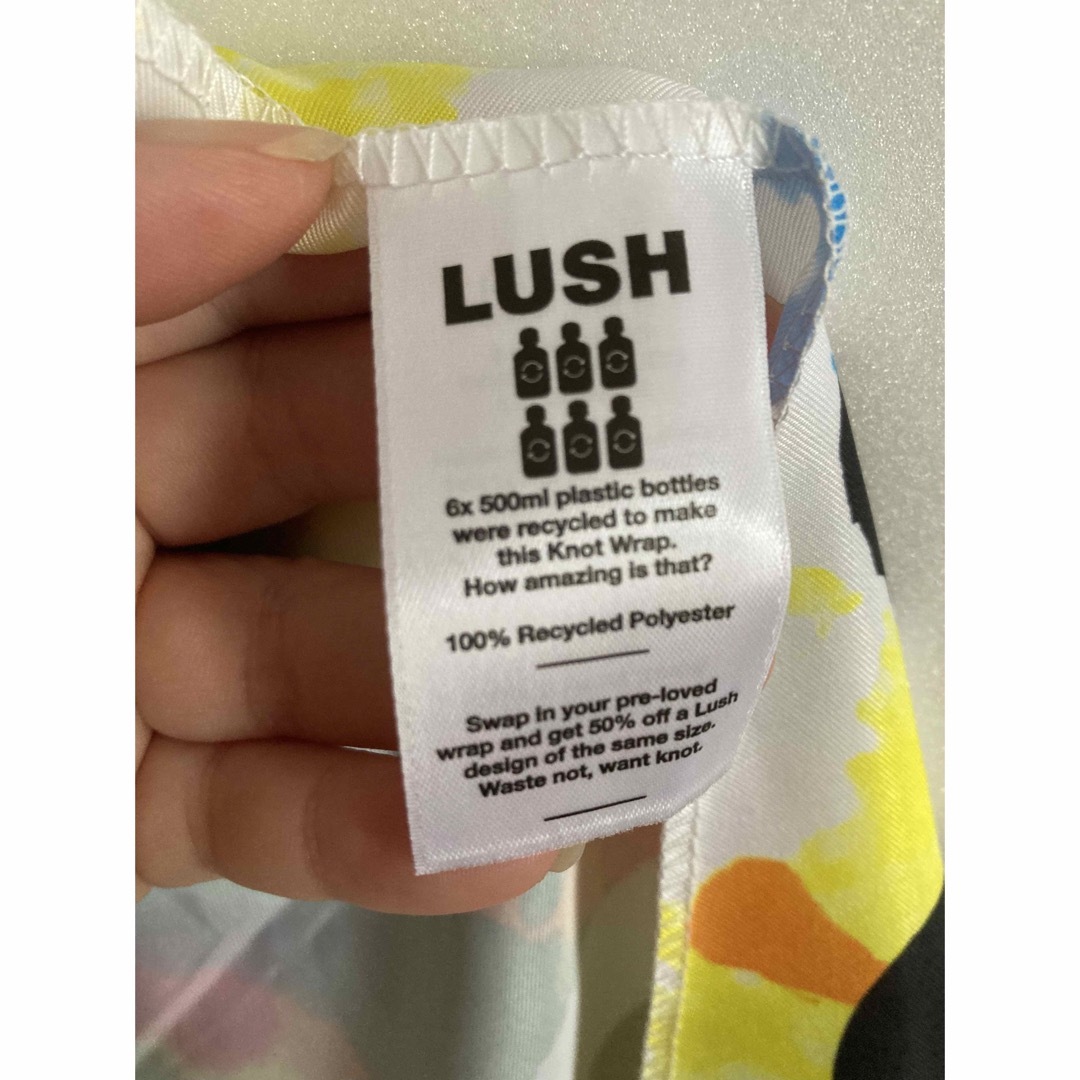 LUSH
6x 500ml plastic bottles
were recycled to make
this Knot Wrap.
How amazing is that?
100% Recycled Polyester
Swap in your pre-loved
wrap and get 50% off a Lush
design of the same size.
Waste not, want knot.